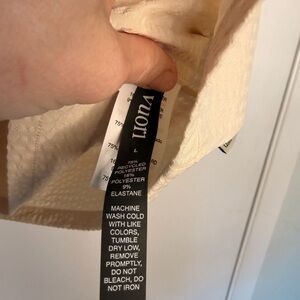 vuori
L
75%
RECYCLED
POLYESTER
16%
POLYESTER
9%
ELASTANE
MACHINE
WASH COLD
WITH LIKE
COLORS,
TUMBLE
DRY LOW,
REMOVE
PROMPTLY,
DO NOT
BLEACH, DO
NOT IRON